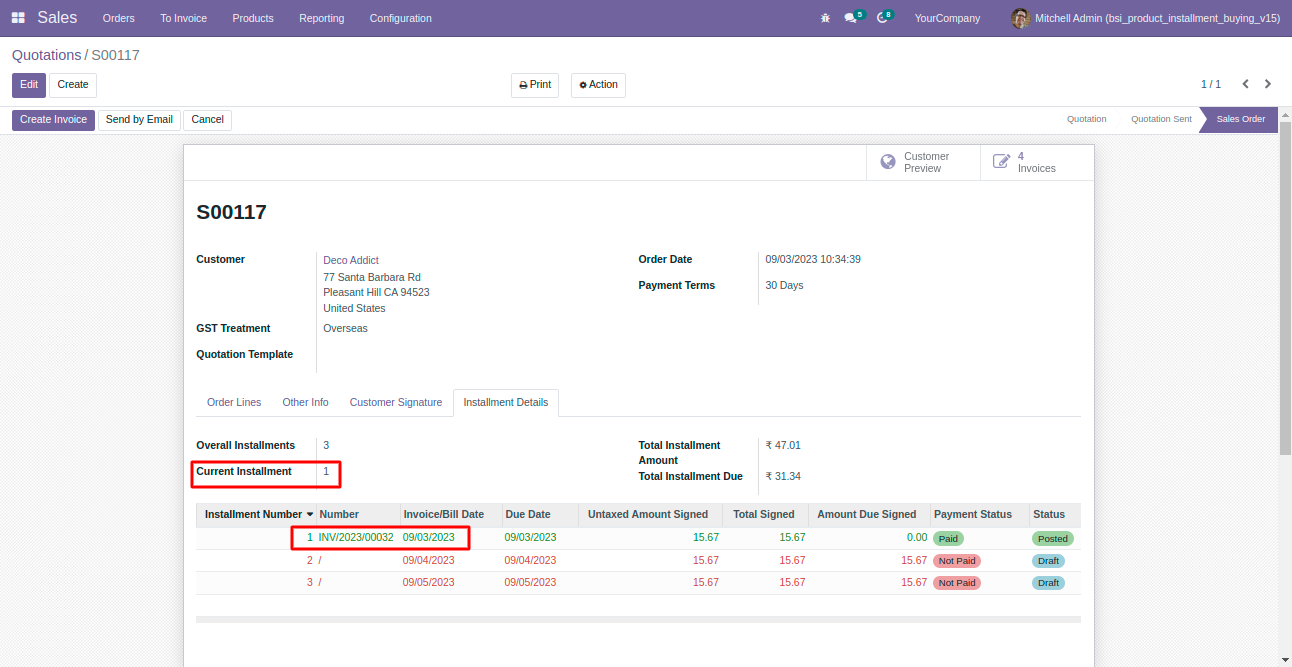 Sales Orders To Invoice Products Reporting Configuration 5 8 YourCompany Mitchell Admin (bsi_product_installment_buying_v15)
Quotations / S00117
Edit Create Print Action 1 / 1
Create Invoice Send by Email Cancel Quotation Quotation Sent Sales Order
Customer Preview 4 Invoices
S00117
Customer Deco Addict Order Date 09/03/2023 10:34:39
77 Santa Barbara Rd
Pleasant Hill CA 94523 Payment Terms 30 Days
United States
GST Treatment Overseas
Quotation Template
Order Lines Other Info Customer Signature Installment Details
Overall Installments 3 Total Installment Amount ₹ 47.01
Current Installment 1 Total Installment Due ₹ 31.34
Installment Number Number Invoice/Bill Date Due Date Untaxed Amount Signed Total Signed Amount Due Signed Payment Status Status
1 INV/2023/00032 09/03/2023 09/03/2023 15.67 15.67 0.00 Paid Posted
2 / 09/04/2023 09/04/2023 15.67 15.67 15.67 Not Paid Draft
3 / 09/05/2023 09/05/2023 15.67 15.67 15.67 Not Paid Draft